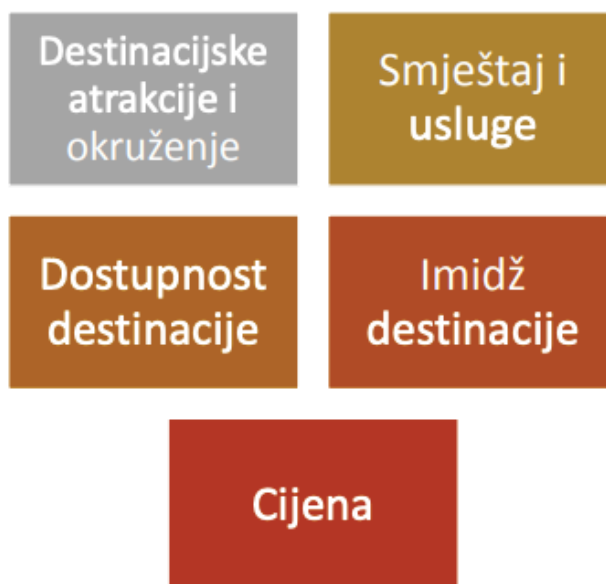 Destinacijske
atrakcije i
okruženje
Smještaj i
usluge
Dostupnost
destinacije
Imidž
destinacije
Cijena